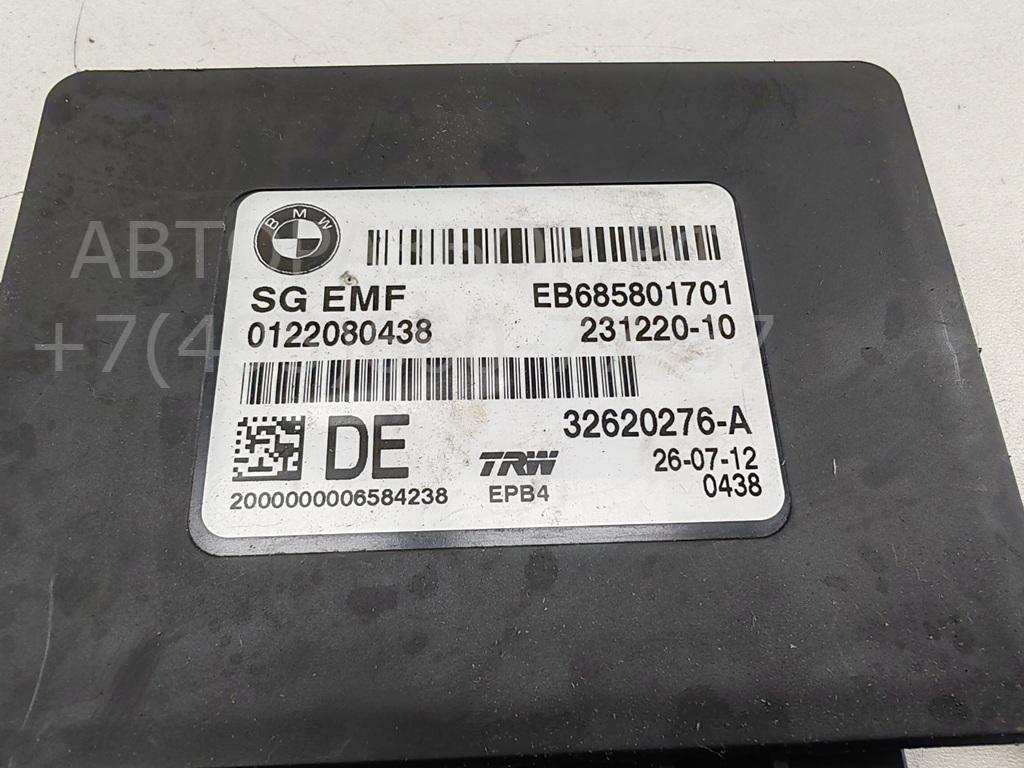 BMW
SG EMF EB685801701
0122080438 231220-10
32620276-A
DE TRW 26-07-12
2000000006584238 EPB4 0438